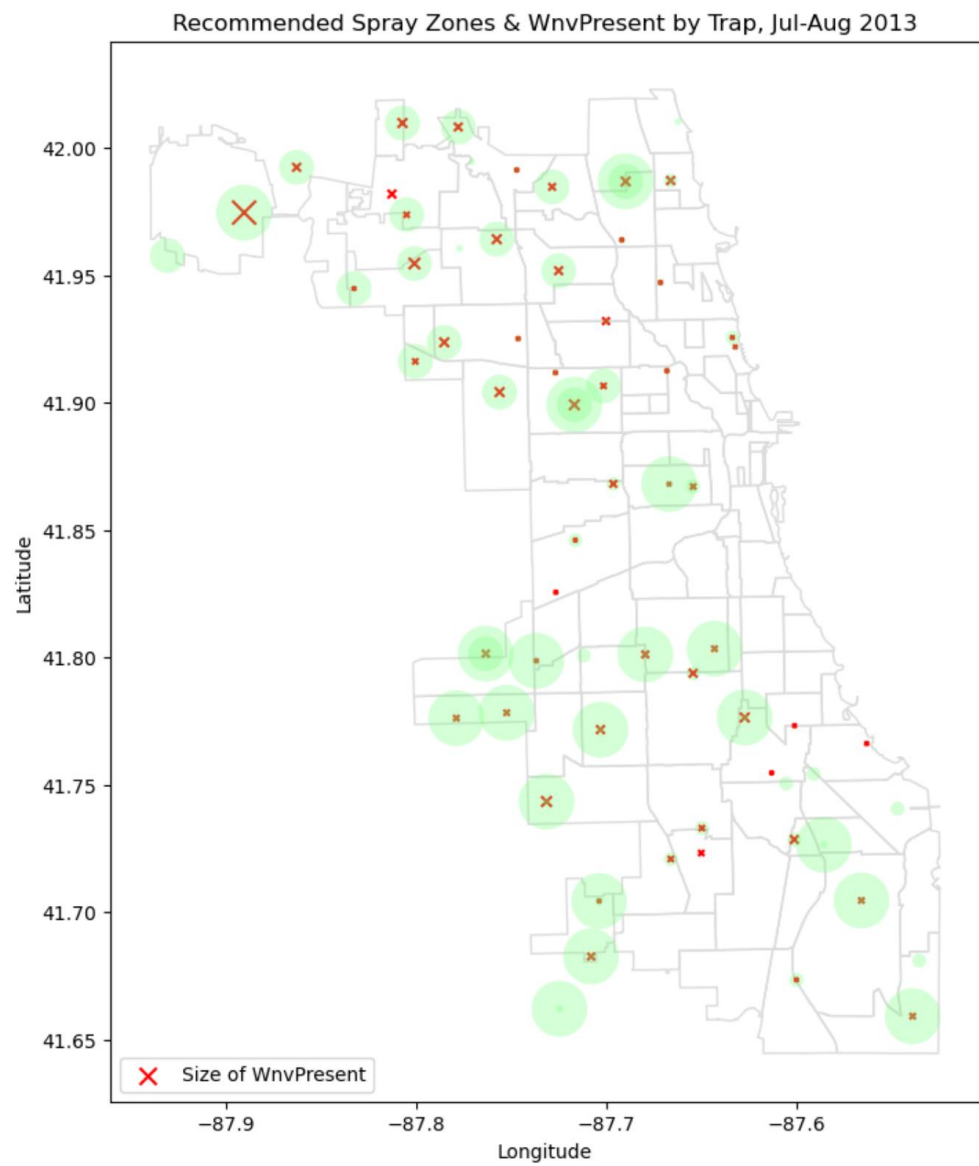 Recommended Spray Zones & WnvPresent by Trap, Jul-Aug 2013
42.00
41.95
41.90
41.85
41.80
41.75
41.70
41.65
Latitude
Size of WnvPresent
−87.9 −87.8 −87.7 −87.6
Longitude